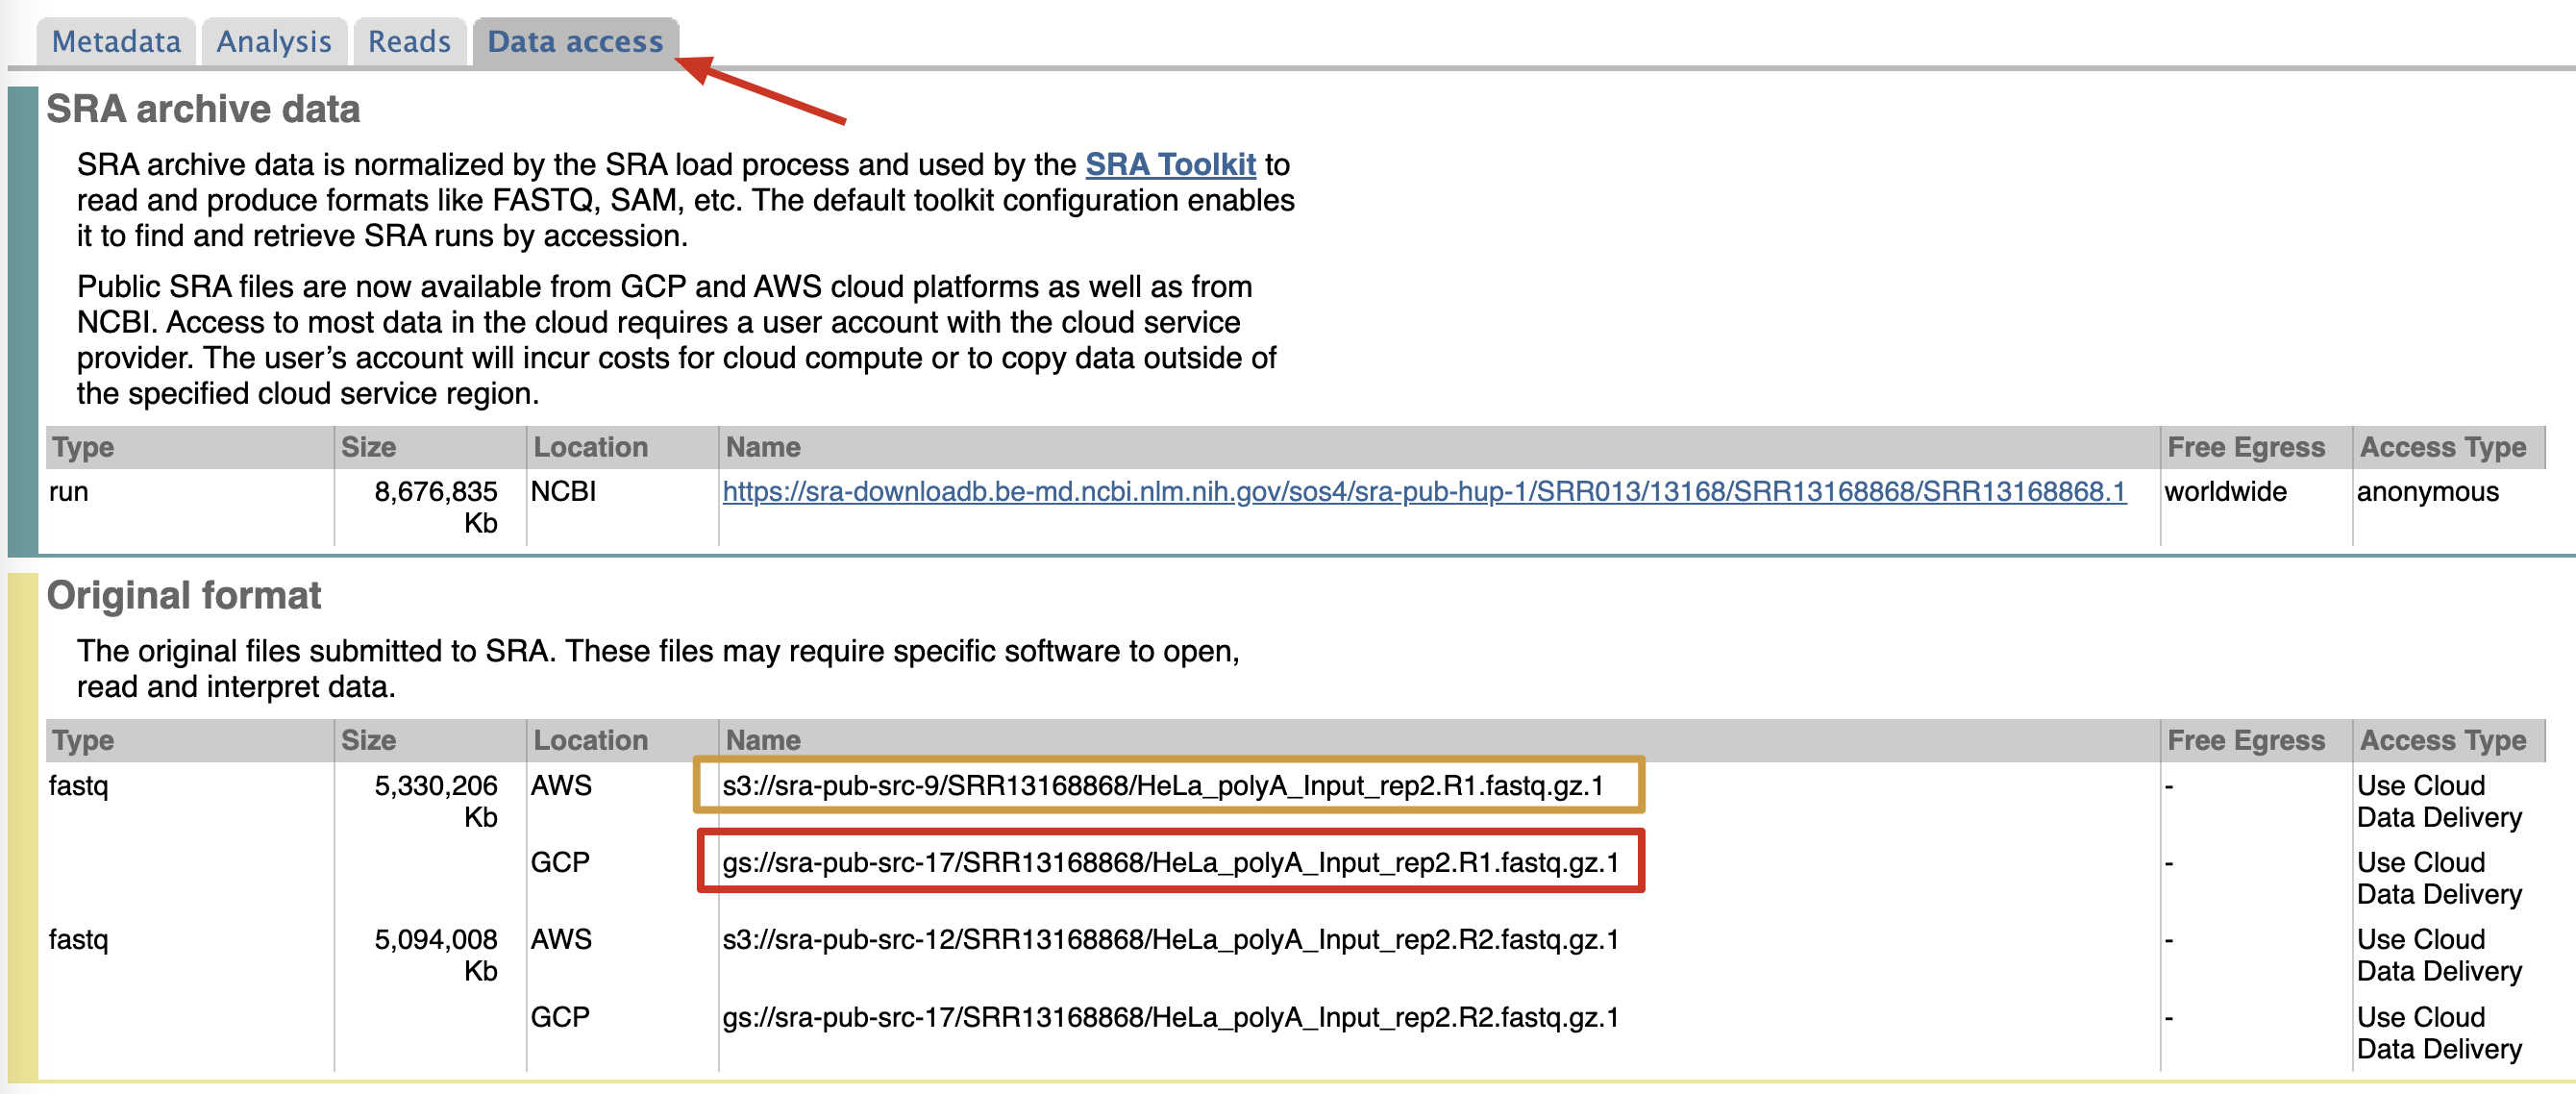 Metadata Analysis Reads Data access
SRA archive data
SRA archive data is normalized by the SRA load process and used by the SRA Toolkit to
read and produce formats like FASTQ, SAM, etc. The default toolkit configuration enables
it to find and retrieve SRA runs by accession.
Public SRA files are now available from GCP and AWS cloud platforms as well as from
NCBI. Access to most data in the cloud requires a user account with the cloud service
provider. The user’s account will incur costs for cloud compute or to copy data outside of
the specified cloud service region.
Type Size Location Name Free Egress Access Type
run 8,676,835 NCBI https://sra-downloadb.be-md.ncbi.nlm.nih.gov/sos4/sra-pub-hup-1/SRR013/13168/SRR13168868/SRR13168868.1 worldwide anonymous
Kb
Original format
The original files submitted to SRA. These files may require specific software to open,
read and interpret data.
Type Size Location Name Free Egress Access Type
fastq 5,330,206 AWS s3://sra-pub-src-9/SRR13168868/HeLa_polyA_Input_rep2.R1.fastq.gz.1 - Use Cloud
Kb Data Delivery
GCP gs://sra-pub-src-17/SRR13168868/HeLa_polyA_Input_rep2.R1.fastq.gz.1 - Use Cloud
Data Delivery
fastq 5,094,008 AWS s3://sra-pub-src-12/SRR13168868/HeLa_polyA_Input_rep2.R2.fastq.gz.1 - Use Cloud
Kb Data Delivery
GCP gs://sra-pub-src-17/SRR13168868/HeLa_polyA_Input_rep2.R2.fastq.gz.1 - Use Cloud
Data Delivery